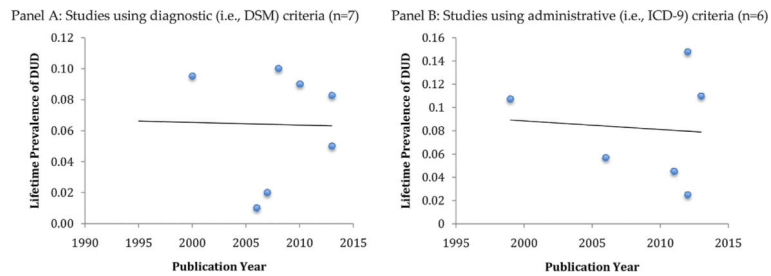 Panel A: Studies using diagnostic (i.e., DSM) criteria (n=7)
0.12
0.10
0.08
0.06
0.04
0.02
0.00
Lifetime Prevalence of DUD
1990 1995 2000 2005 2010 2015
Publication Year
Panel B: Studies using administrative (i.e., ICD-9) criteria (n=6)
0.16
0.14
0.12
0.1
0.08
0.06
0.04
0.02
0
Lifetime Prevalence of DUD
1995 2000 2005 2010 2015
Publication Year